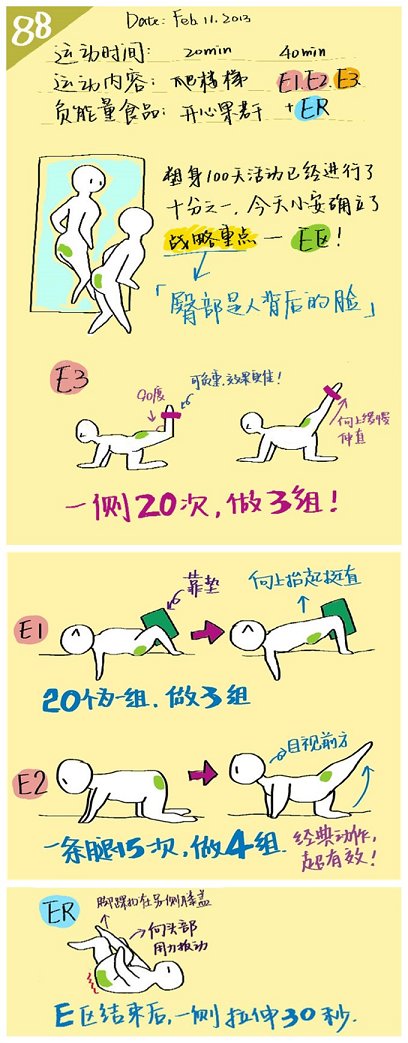 88
Date: Feb.11.2013
运动时间: 20min 40min
运动内容: 爬楼梯 E1.E2.E3.
负能量食品: 开心果若干 + ER
塑身100天活动已经进行了
十分之一,今天小安确立了
战略重点 — E区!
「臀部是人背后的脸」
E3
90度
可负重,效果更佳!
向上缓慢
伸直
一侧20次,做3组!
E1
靠垫
向上抬起挺直
20个为一组.做3组
E2
目视前方
一条腿15次,做4组.
经典动作,
超有效!
ER
脚踝扣在另侧膝盖
向头部
用力搬动
E区结束后,一侧拉伸30秒.